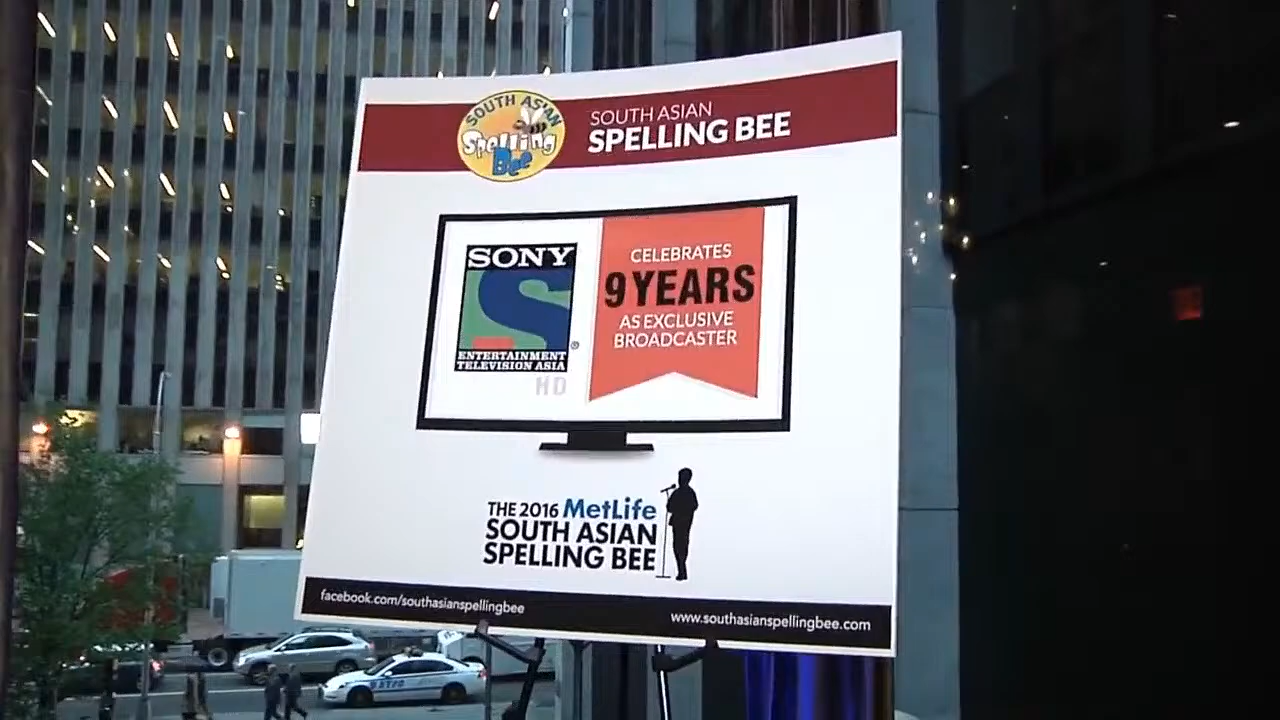 SOUTH ASIAN
Spelling
Bee
SOUTH ASIAN
SPELLING BEE
SONY
ENTERTAINMENT
TELEVISION ASIA
HD
CELEBRATES
9 YEARS
AS EXCLUSIVE
BROADCASTER
THE 2016 MetLife
SOUTH ASIAN
SPELLING BEE
facebook.com/southasianspellingbee
www.southasianspellingbee.com
NYPD